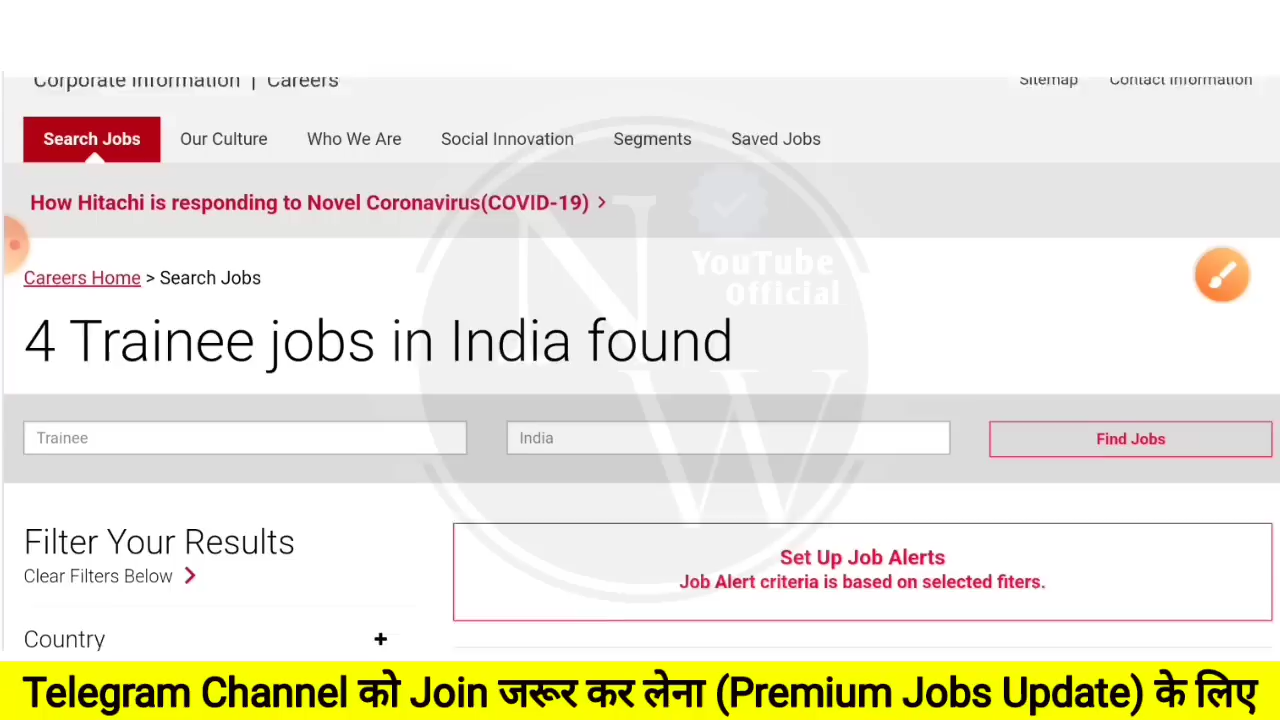 Corporate Information | Careers
Sitemap Contact Information
Search Jobs Our Culture Who We Are Social Innovation Segments Saved Jobs
How Hitachi is responding to Novel Coronavirus(COVID-19) >
YouTube
Official
N
W
Careers Home > Search Jobs
4 Trainee jobs in India found
Trainee India Find Jobs
Filter Your Results
Clear Filters Below
Set Up Job Alerts
Job Alert criteria is based on selected fiters.
Country +
Telegram Channel को Join जरूर कर लेना (Premium Jobs Update) के लिए